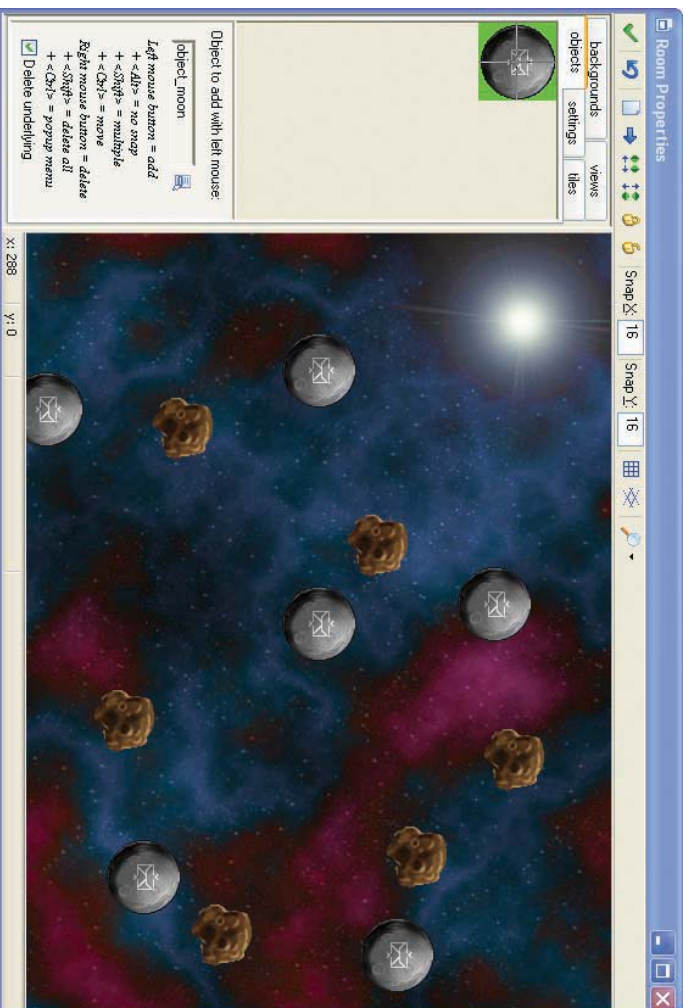 Room Properties
Snap X: 16 Snap Y: 16
backgrounds views
objects settings tiles
Object to add with left mouse:
object_moon
Left mouse button = add
+ <Alt> = no snap
+ <Shift> = multiple
+ <Ctrl> = move
Right mouse button = delete
+ <Shift> = delete all
+ <Ctrl> = popup menu
Delete underlying
x: 288 y: 0